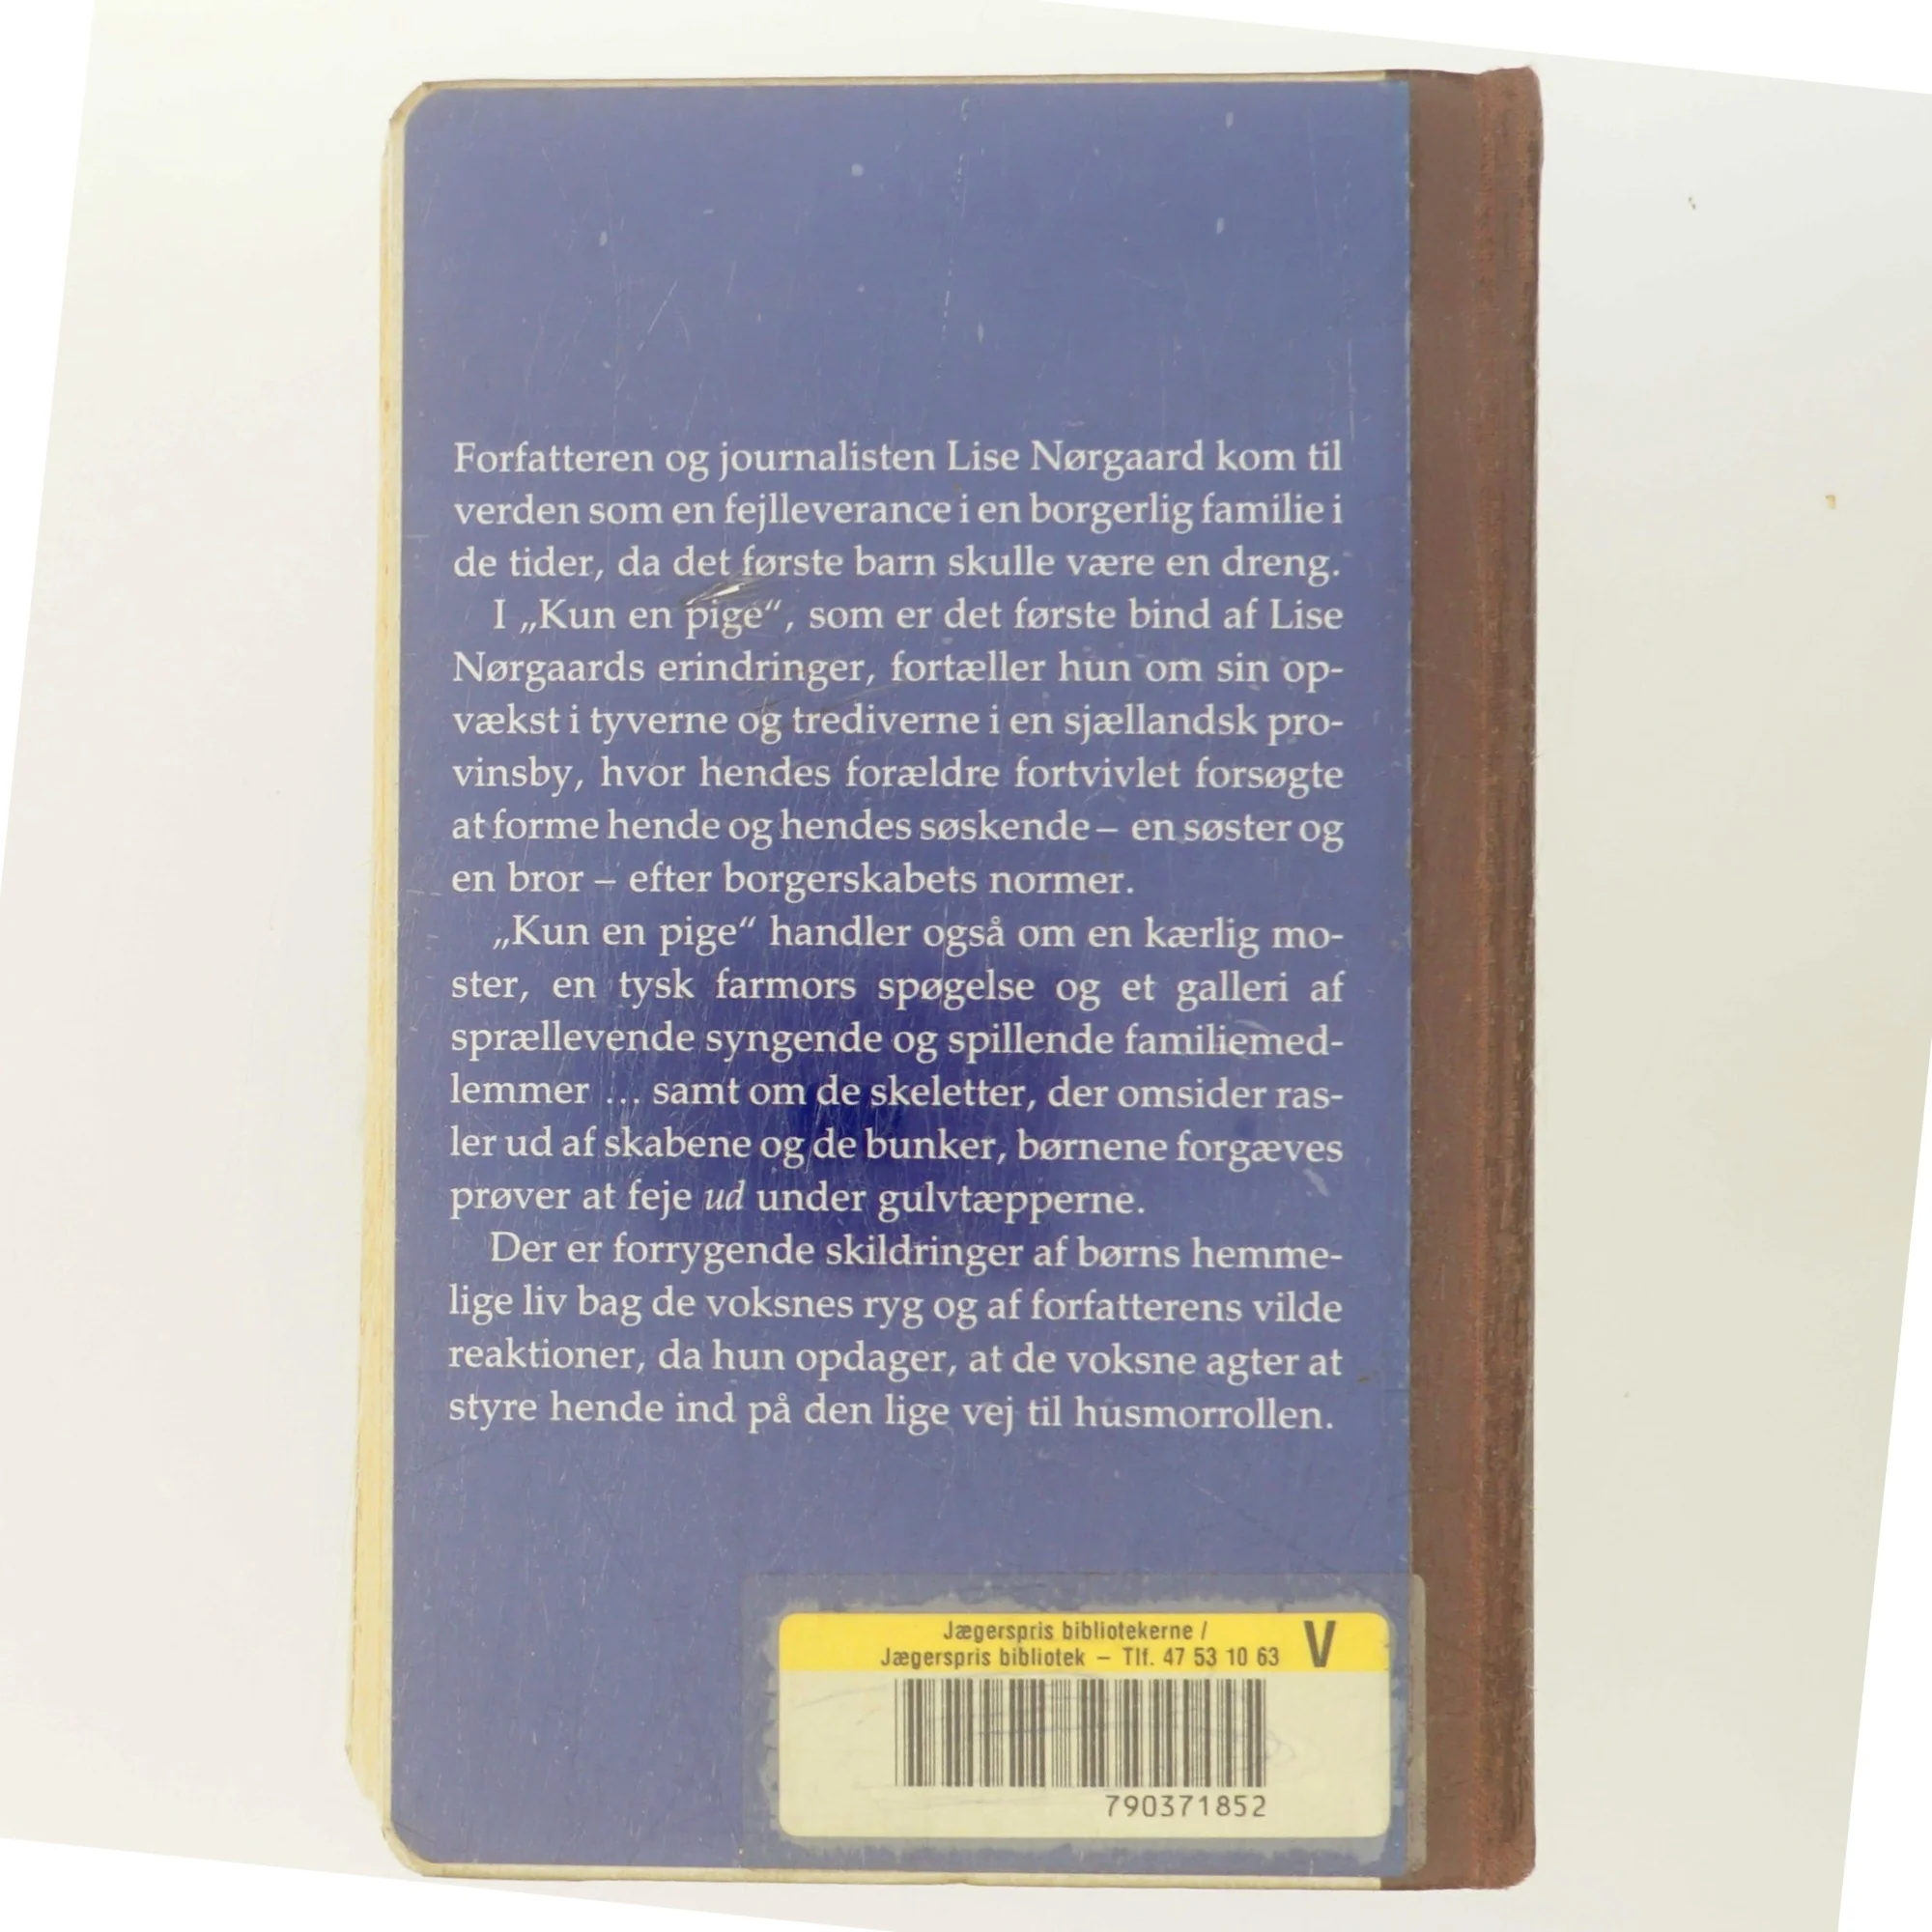 Forfatteren og journalisten Lise Nørgaard kom til
verden som en fejlleverance i en borgerlig familie i
de tider, da det første barn skulle være en dreng.
I „Kun en pige“, som er det første bind af Lise
Nørgaards erindringer, fortæller hun om sin op-
vækst i tyverne og trediverne i en sjællandsk pro-
vinsby, hvor hendes forældre fortvivlet forsøgte
at forme hende og hendes søskende – en søster og
en bror – efter borgerskabets normer.
„Kun en pige“ handler også om en kærlig mo-
ster, en tysk farmors spøgelse og et galleri af
sprællevende syngende og spillende familiemed-
lemmer ... samt om de skeletter, der omsider ras-
ler ud af skabene og de bunker, børnene forgæves
prøver at feje ud under gulvtæpperne.
Der er forrygende skildringer af børns hemme-
lige liv bag de voksnes ryg og af forfatterens vilde
reaktioner, da hun opdager, at de voksne agter at
styre hende ind på den lige vej til husmorrollen.
Jægerspris bibliotekerne /
Jægerspris bibliotek – Tlf. 47 53 10 63 V
790371852